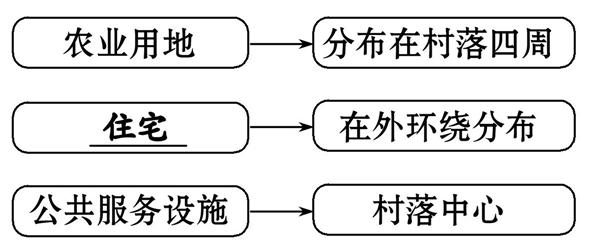 农业用地
分布在村落四周
住宅
在外环绕分布
公共服务设施
村落中心